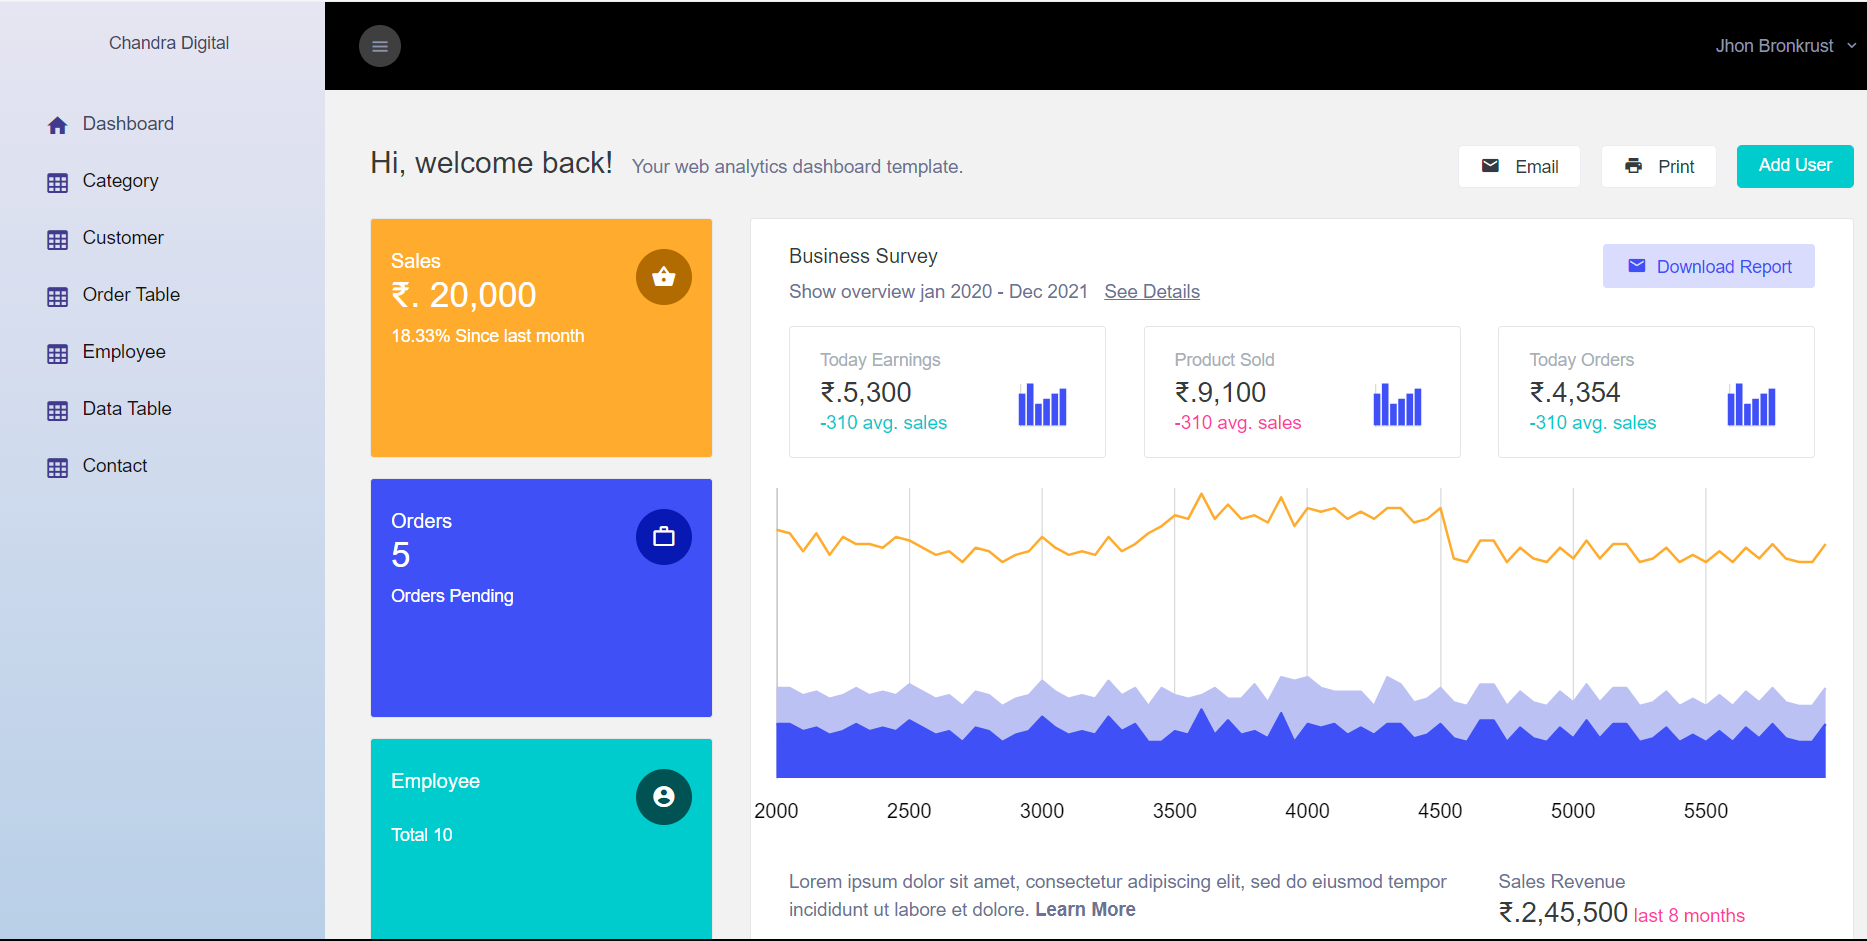 Chandra Digital
Dashboard
Category
Customer
Order Table
Employee
Data Table
Contact
Jhon Bronkrust
Hi, welcome back! Your web analytics dashboard template.
Email
Print
Add User
Sales
₹. 20,000
18.33% Since last month
Orders
5
Orders Pending
Employee
Total 10
Business Survey
Show overview jan 2020 - Dec 2021 See Details
Download Report
Today Earnings
₹.5,300
-310 avg. sales
Product Sold
₹.9,100
-310 avg. sales
Today Orders
₹.4,354
-310 avg. sales
2000 2500 3000 3500 4000 4500 5000 5500
Lorem ipsum dolor sit amet, consectetur adipiscing elit, sed do eiusmod tempor
incididunt ut labore et dolore. Learn More
Sales Revenue
₹.2,45,500 last 8 months